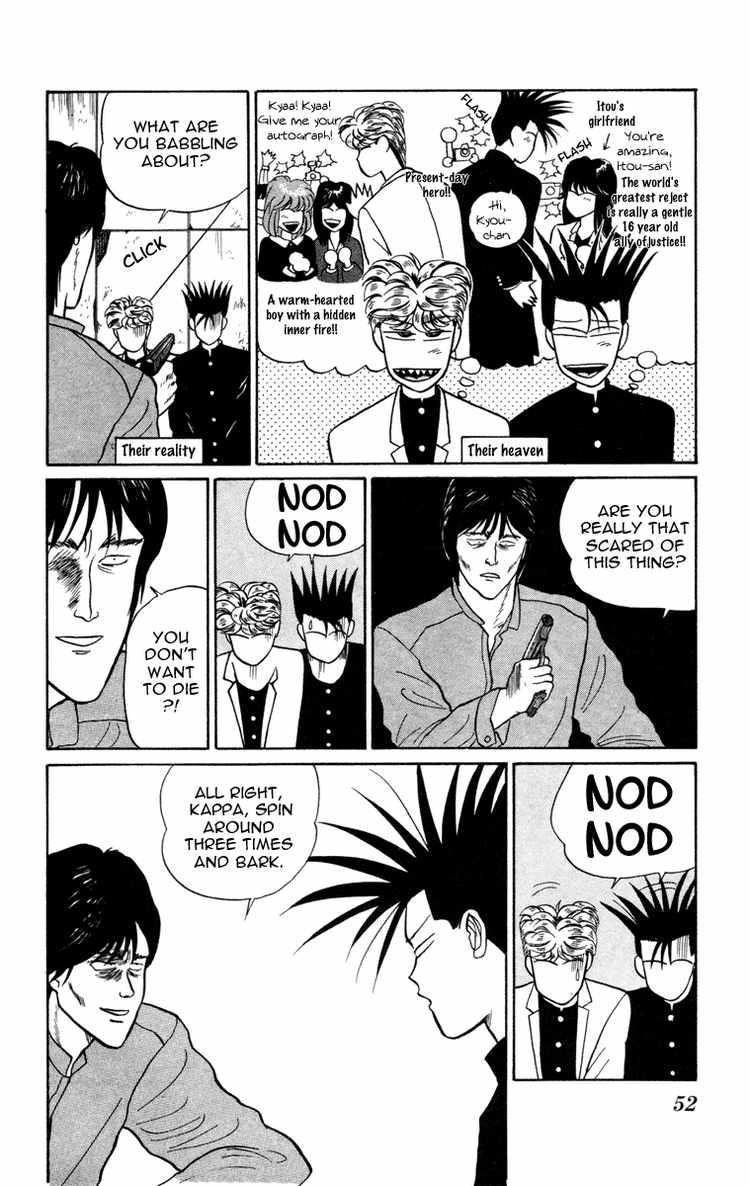 Kyaa! Kyaa!
Give me your
autograph!
FLASH
Itou's
girlfriend
FLASH
You're
amazing,
Itou-san!
Present-day
hero!!
Hi,
Kyou-
chan
The world's
greatest reject
is really a gentle
16 year old
ally of justice!!
A warm-hearted
boy with a hidden
inner fire!!
Their heaven
WHAT ARE
YOU BABBLING
ABOUT?
CLICK
Their reality
ARE YOU
REALLY THAT
SCARED OF
THIS THING?
NOD
NOD
YOU
DON'T
WANT
TO DIE
?!
NOD
NOD
ALL RIGHT,
KAPPA, SPIN
AROUND
THREE TIMES
AND BARK.
52